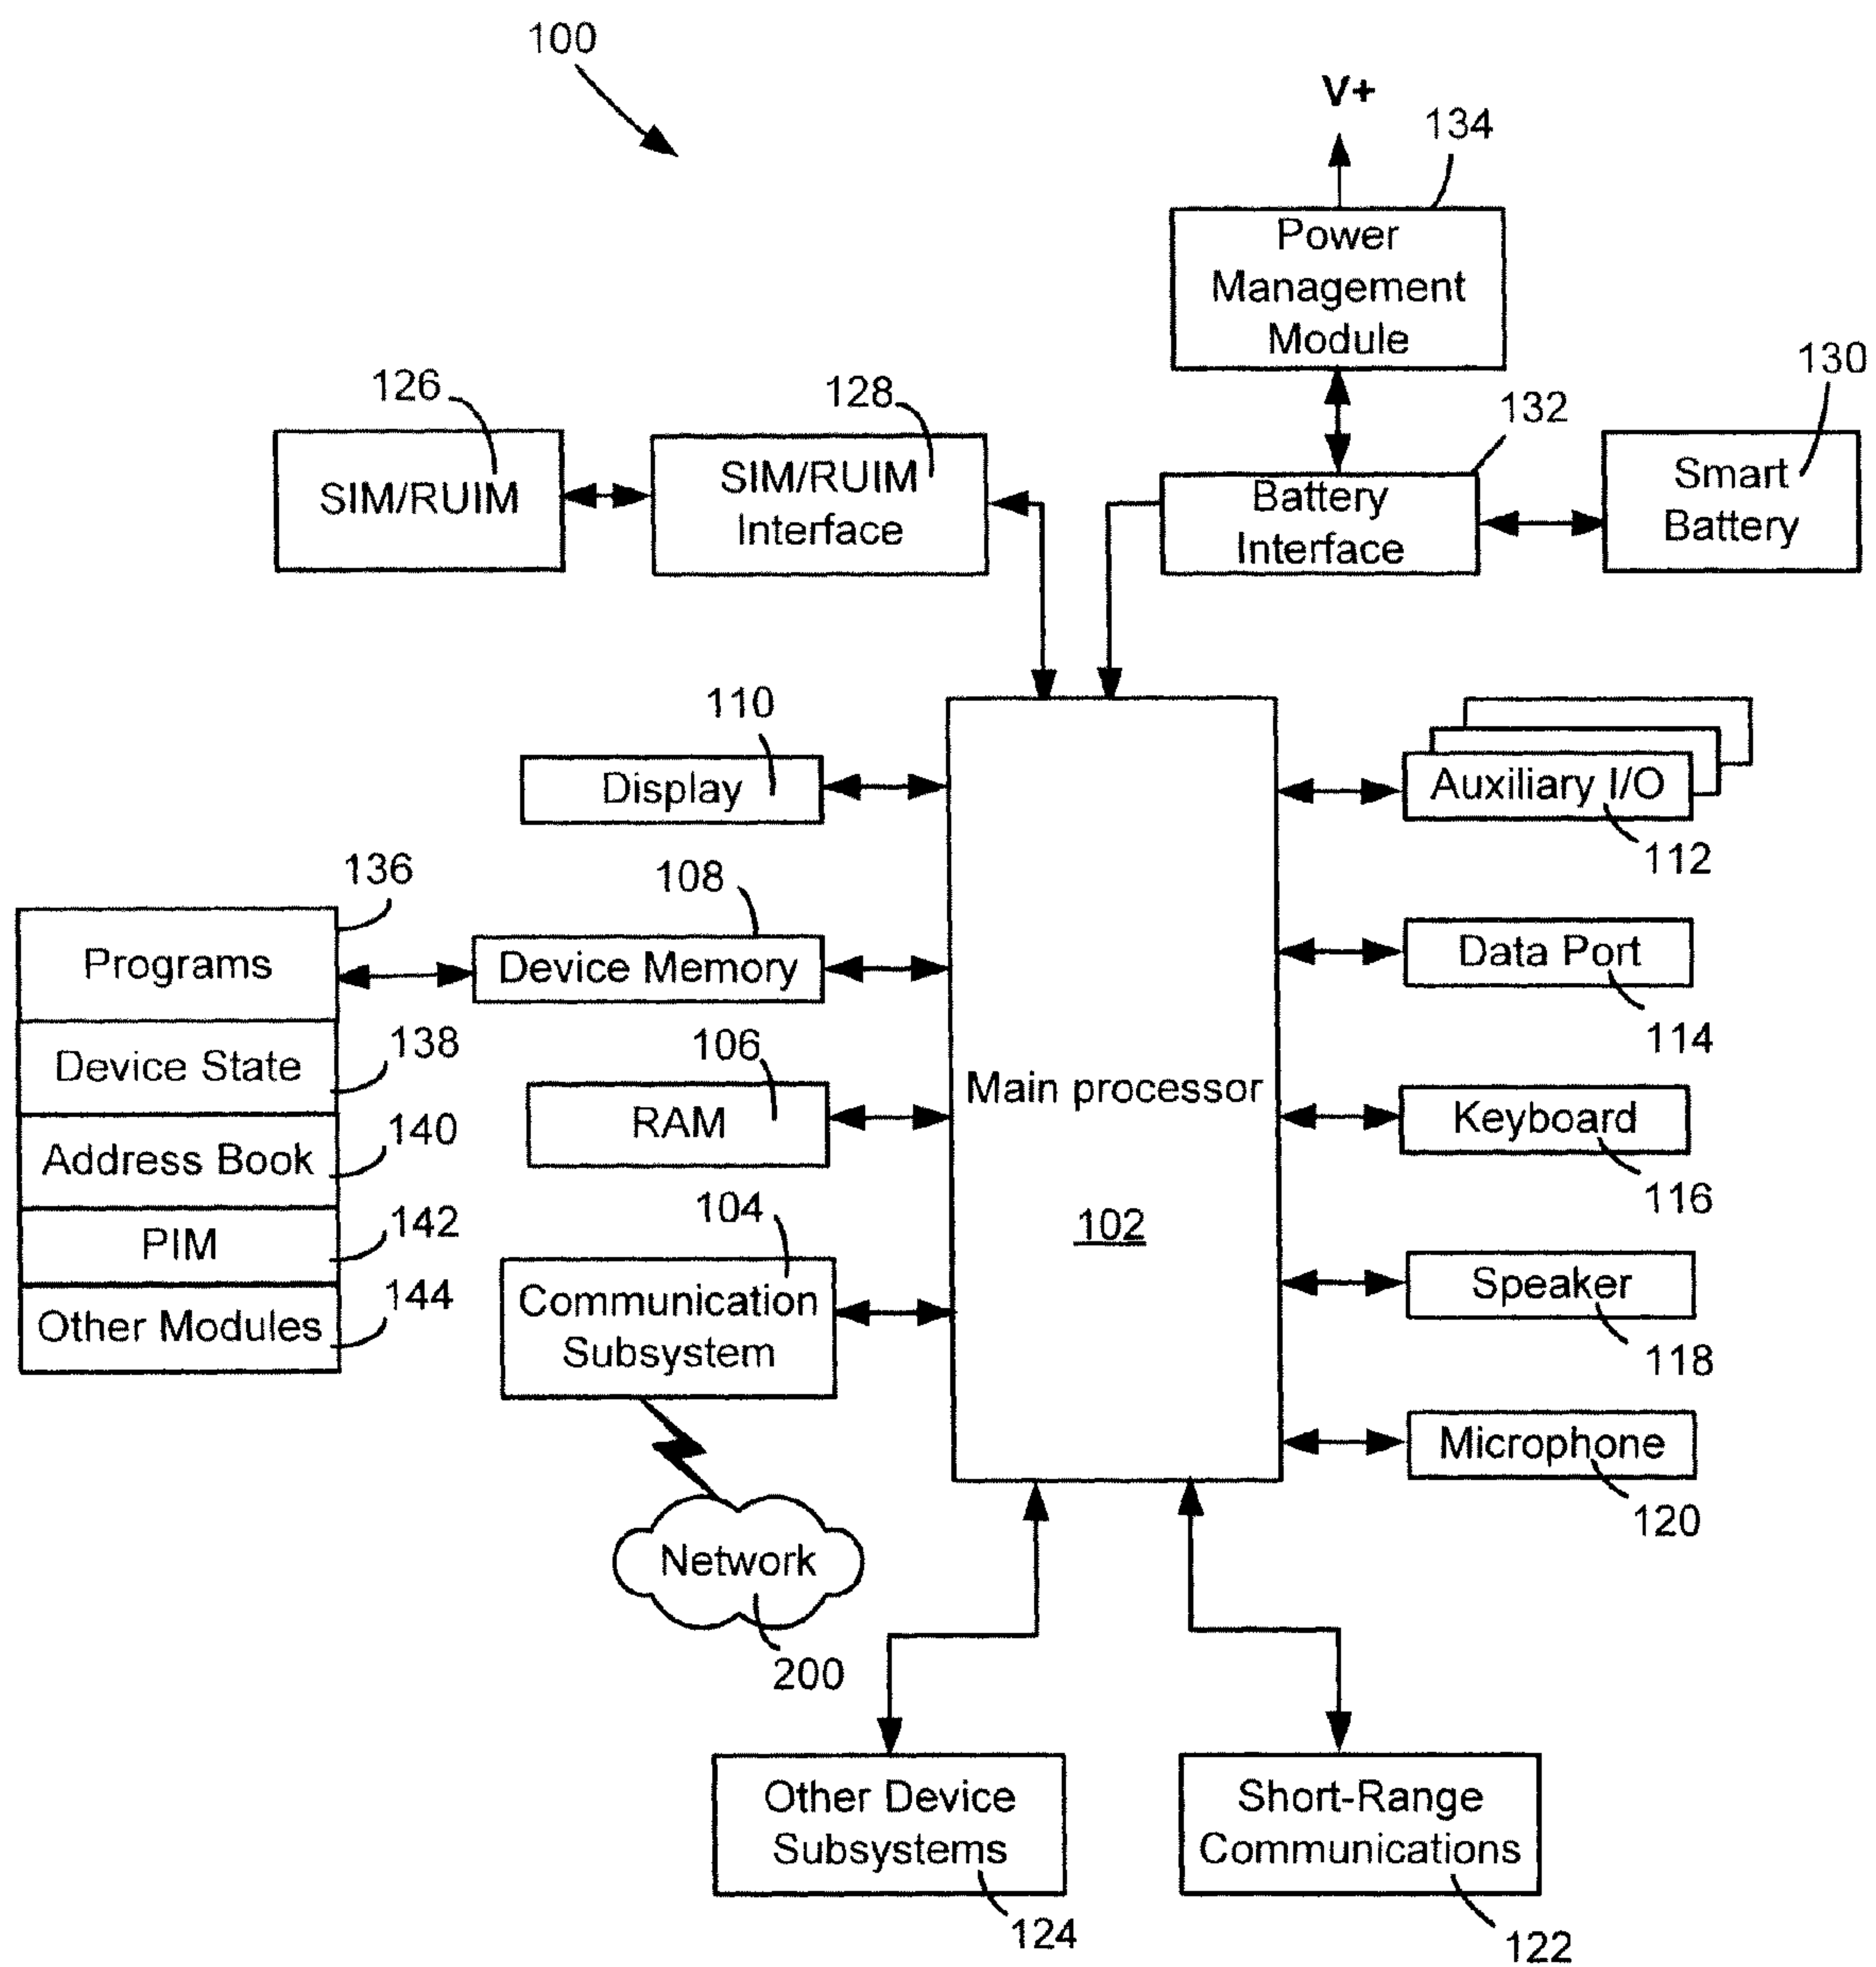 100
V+
134
Power
Management
Module
130
126
128
132
SIM/RUIM
SIM/RUIM
Interface
Battery
Interface
Smart
Battery
110
Display
Auxiliary I/O
112
136
108
Programs
Device Memory
Data Port
114
138
106
Device State
RAM
Main processor
Keyboard
140
Address Book
116
104
102
142
PIM
Communication
Subsystem
Speaker
144
Other Modules
118
Microphone
120
Network
200
Other Device
Subsystems
Short-Range
Communications
124
122